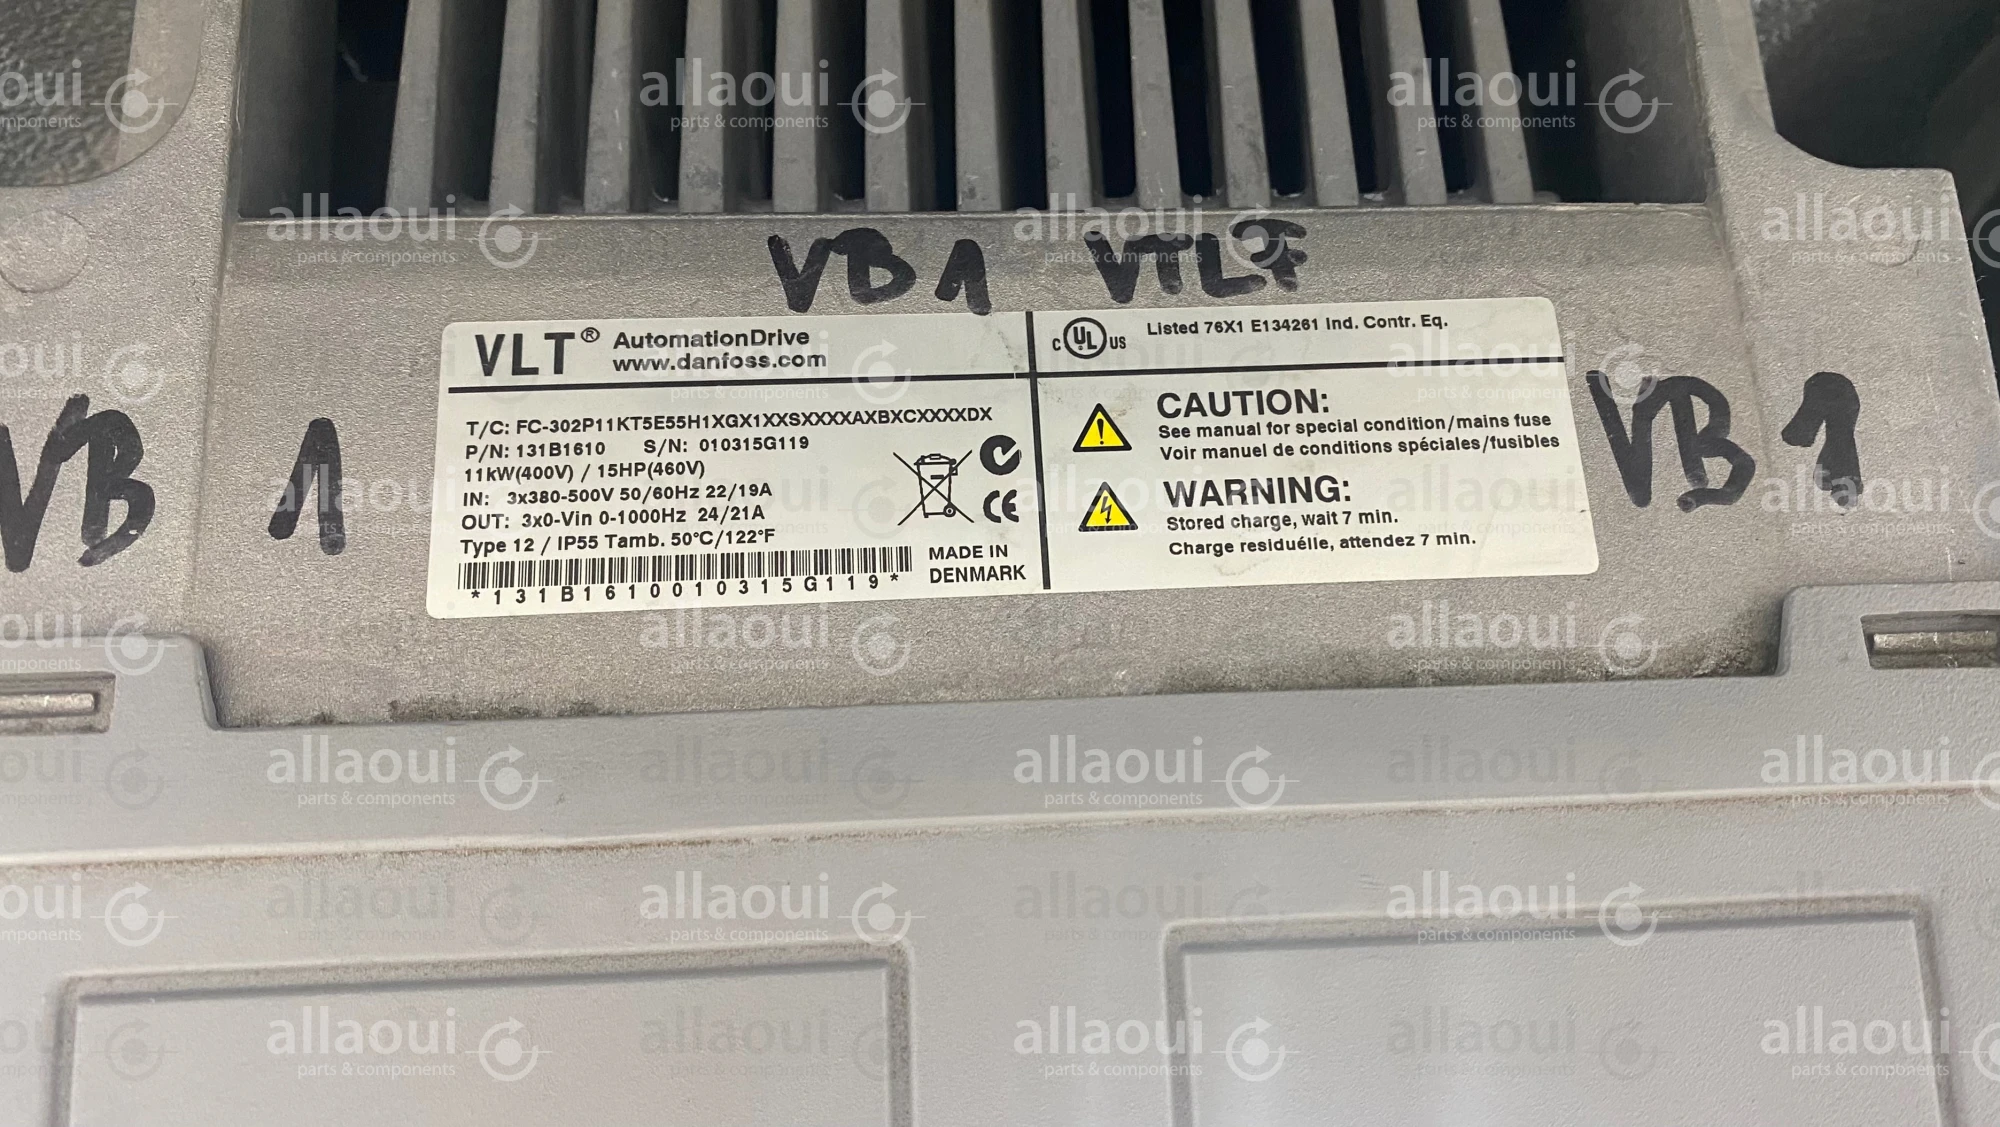 VB 1 VTLF
VB 1
VB 1
VLT® AutomationDrive
www.danfoss.com
T/C: FC-302P11KT5E55H1XGX1XXSXXXXAXBXCXXXXDX
P/N: 131B1610 S/N: 010315G119
11kW(400V) / 15HP(460V)
IN: 3x380-500V 50/60Hz 22/19A
OUT: 3x0-Vin 0-1000Hz 24/21A
Type 12 / IP55 Tamb. 50°C/122°F
*131B1610010315G119*
MADE IN
DENMARK
CE
c UL US Listed 76X1 E134261 Ind. Contr. Eq.
CAUTION:
See manual for special condition/mains fuse
Voir manuel de conditions spéciales/fusibles
WARNING:
Stored charge, wait 7 min.
Charge residuélle, attendez 7 min.
allaoui
parts & components